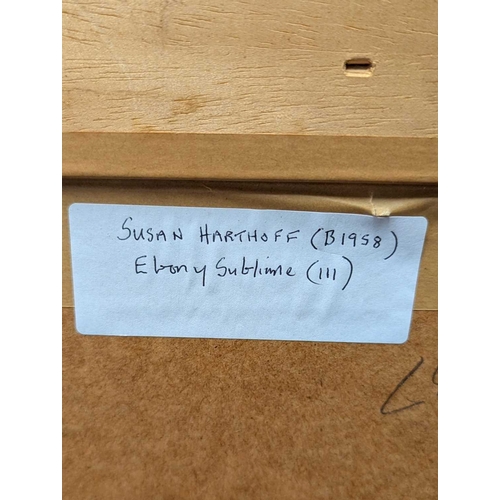 SUSAN HARTHOFF (B1958)
Ebony Sublime (III)